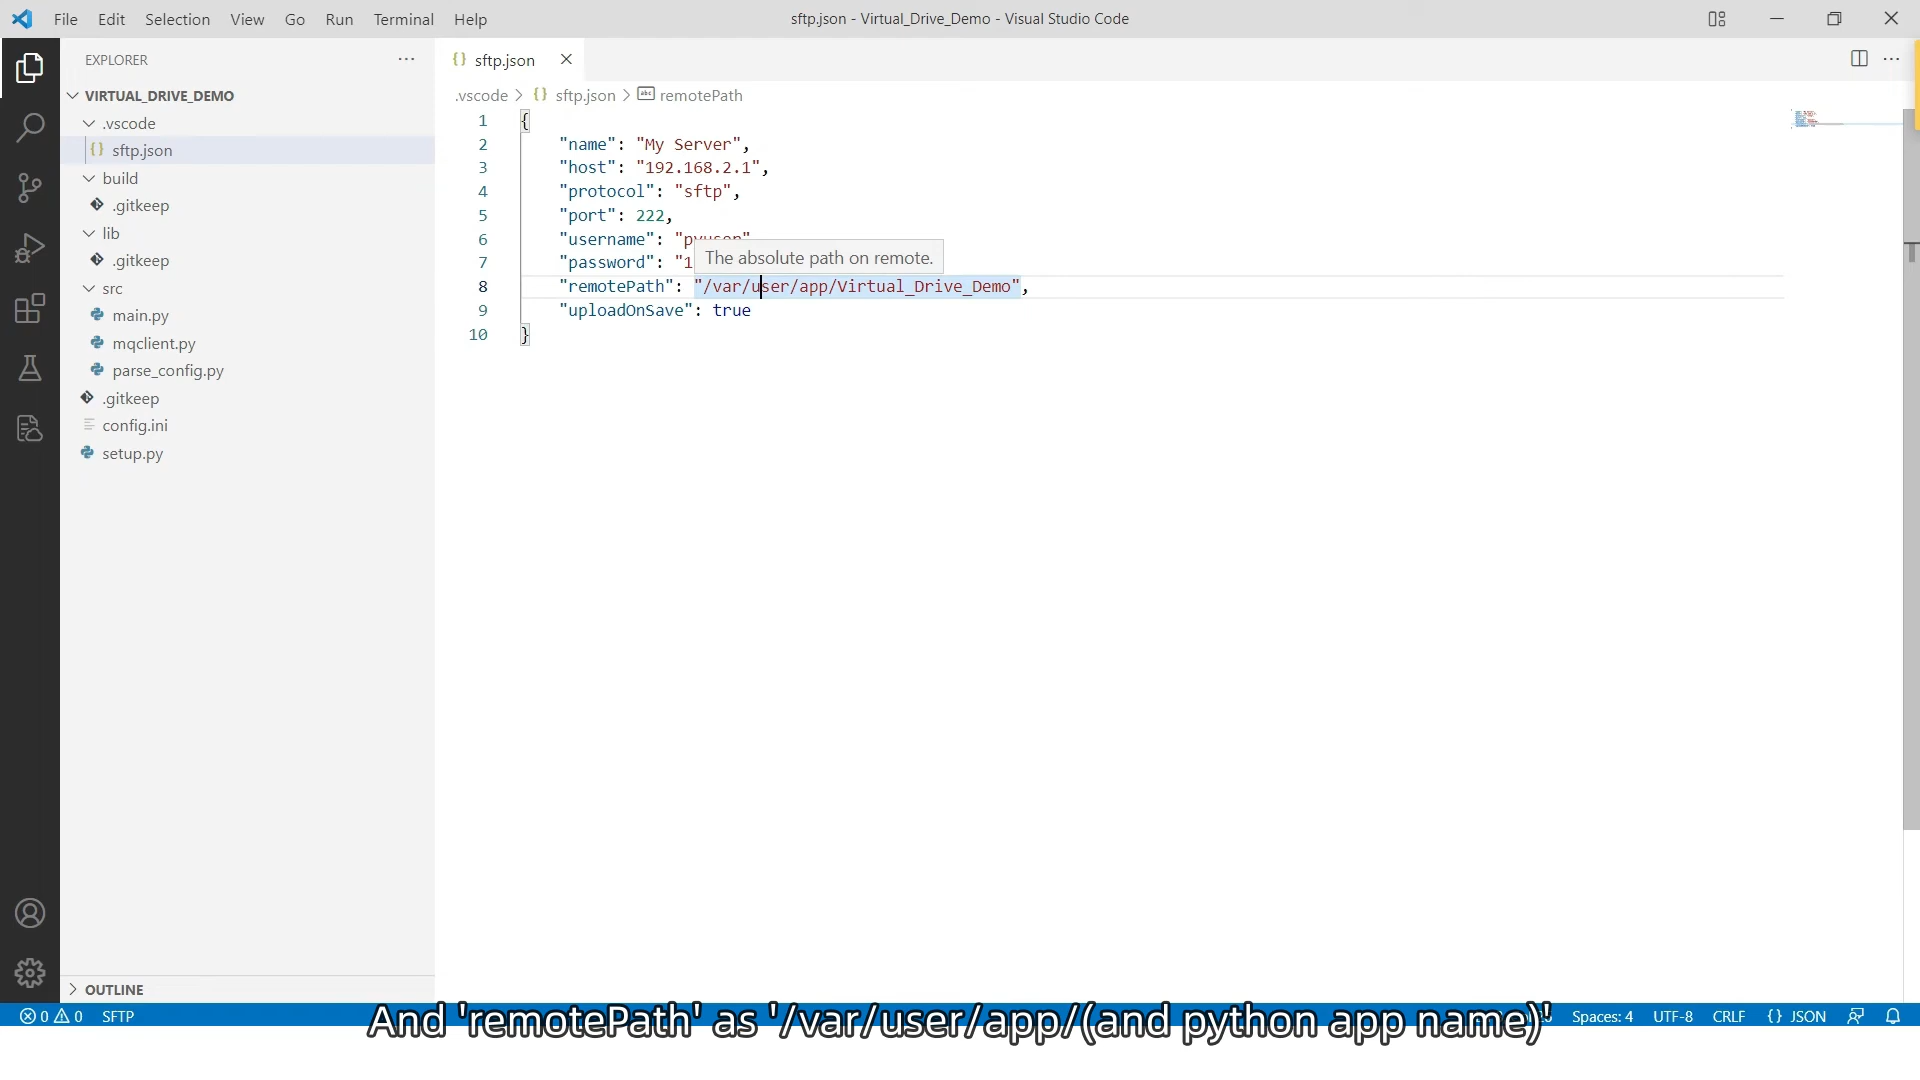 File Edit Selection View Go Run Terminal Help
sftp.json - Virtual_Drive_Demo - Visual Studio Code
EXPLORER
VIRTUAL_DRIVE_DEMO
.vscode
sftp.json
build
.gitkeep
lib
.gitkeep
src
main.py
mqclient.py
parse_config.py
.gitkeep
config.ini
setup.py
OUTLINE
sftp.json
.vscode > {} sftp.json > abc remotePath
1 {
2 "name": "My Server",
3 "host": "192.168.2.1",
4 "protocol": "sftp",
5 "port": 222,
6 "username": "pyuser"
7 "password": "1
The absolute path on remote.
8 "remotePath": "/var/user/app/Virtual_Drive_Demo",
9 "uploadOnSave": true
10 }
0 0 SFTP
Spaces: 4 UTF-8 CRLF {} JSON
And 'remotePath' as '/var/user/app/(and python app name)'